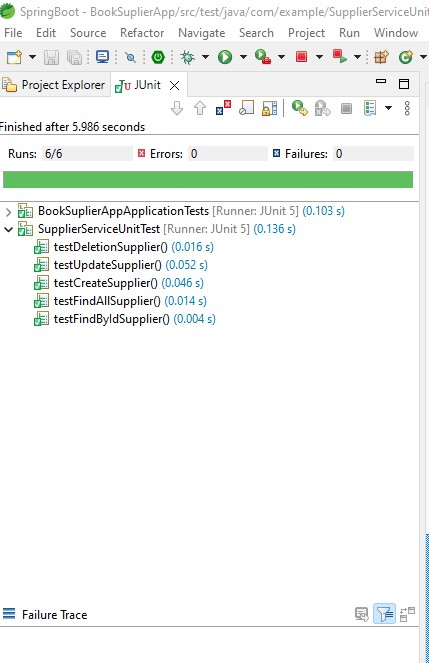 SpringBoot - BookSuplierApp/src/test/java/com/example/SupplierServiceUnit
File Edit Source Refactor Navigate Search Project Run Window
Project Explorer JUnit
Finished after 5.986 seconds
Runs: 6/6 Errors: 0 Failures: 0
BookSuplierAppApplicationTests [Runner: JUnit 5] (0.103 s)
SupplierServiceUnitTest [Runner: JUnit 5] (0.136 s)
testDeletionSupplier() (0.016 s)
testUpdateSupplier() (0.052 s)
testCreateSupplier() (0.046 s)
testFindAllSupplier() (0.014 s)
testFindByIdSupplier() (0.004 s)
Failure Trace